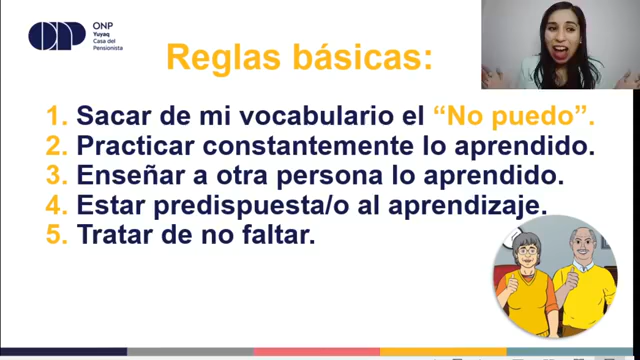 ONP
ONP
Yuyaq
Casa del
Pensionista
Reglas básicas:
1. Sacar de mi vocabulario el “No puedo”.
2. Practicar constantemente lo aprendido.
3. Enseñar a otra persona lo aprendido.
4. Estar predispuesta/o al aprendizaje.
5. Tratar de no faltar.